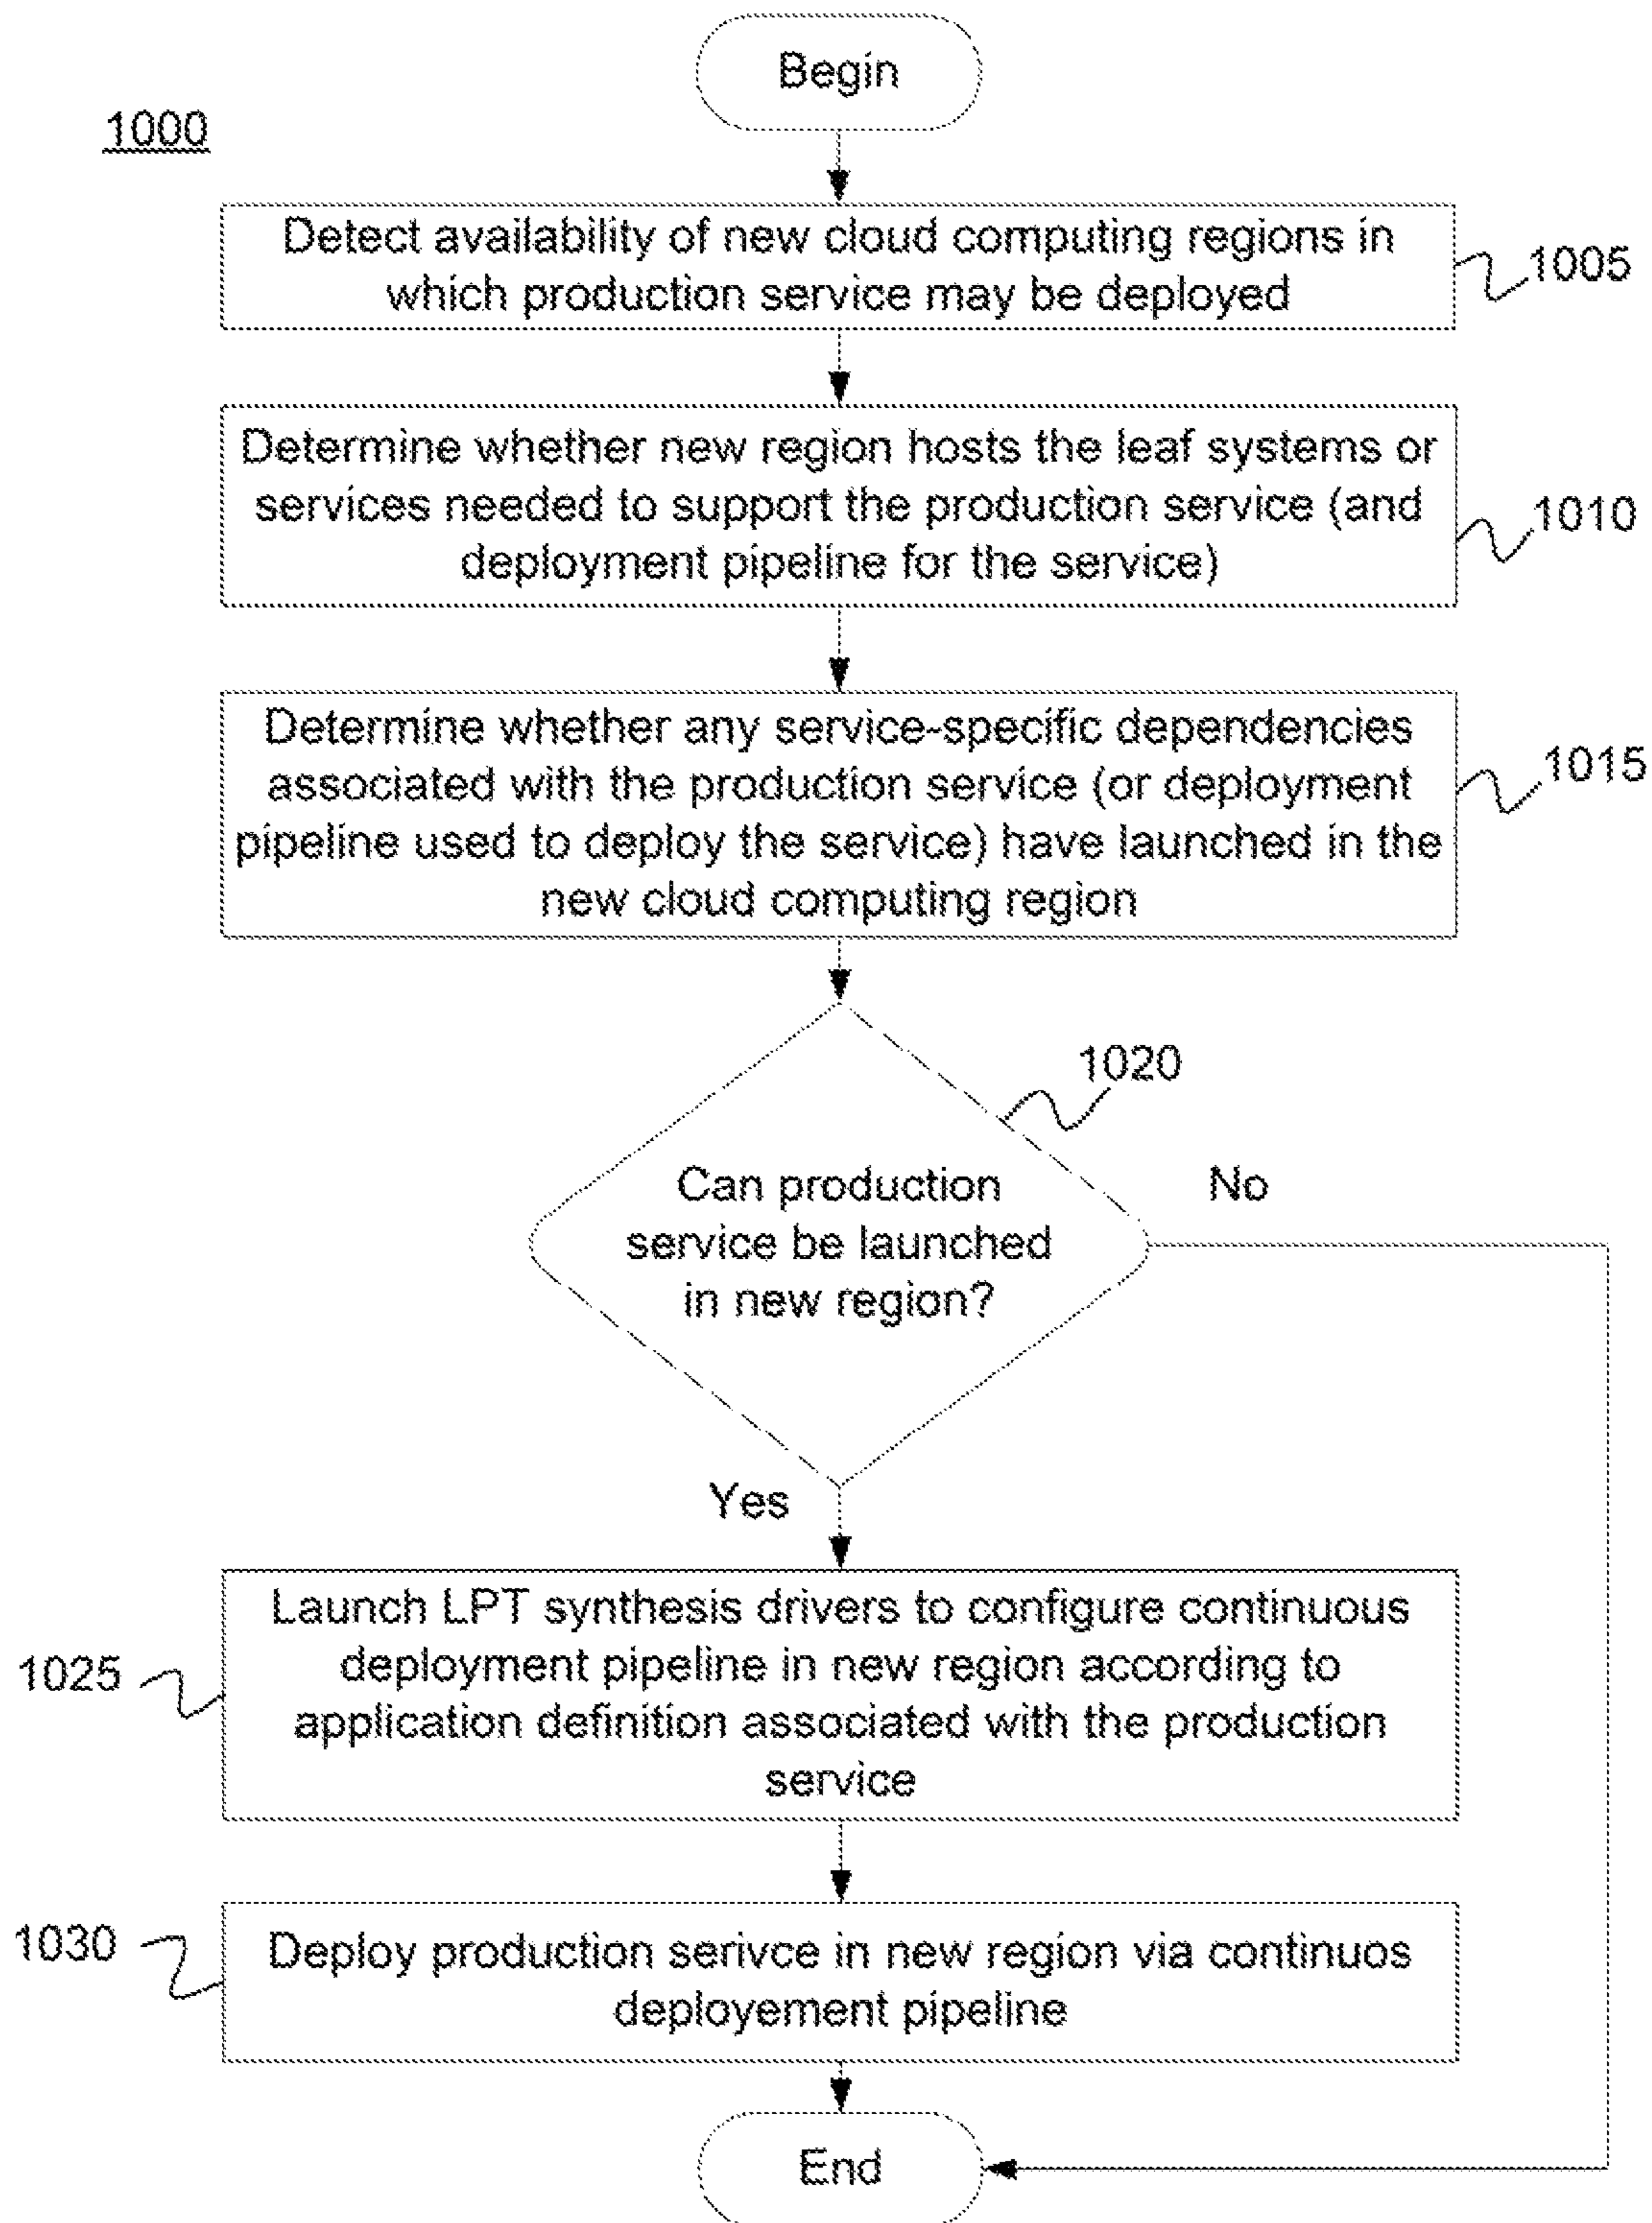 Begin
1000
Detect availability of new cloud computing regions in
which production service may be deployed
1005
Determine whether new region hosts the leaf systems or
services needed to support the production service (and
deployment pipeline for the service)
1010
Determine whether any service-specific dependencies
associated with the production service (or deployment
pipeline used to deploy the service) have launched in the
new cloud computing region
1015
1020
Can production
service be launched
in new region?
No
Yes
Launch LPT synthesis drivers to configure continuous
deployment pipeline in new region according to
application definition associated with the production
service
1025
Deploy production serivce in new region via continuos
deployement pipeline
1030
End